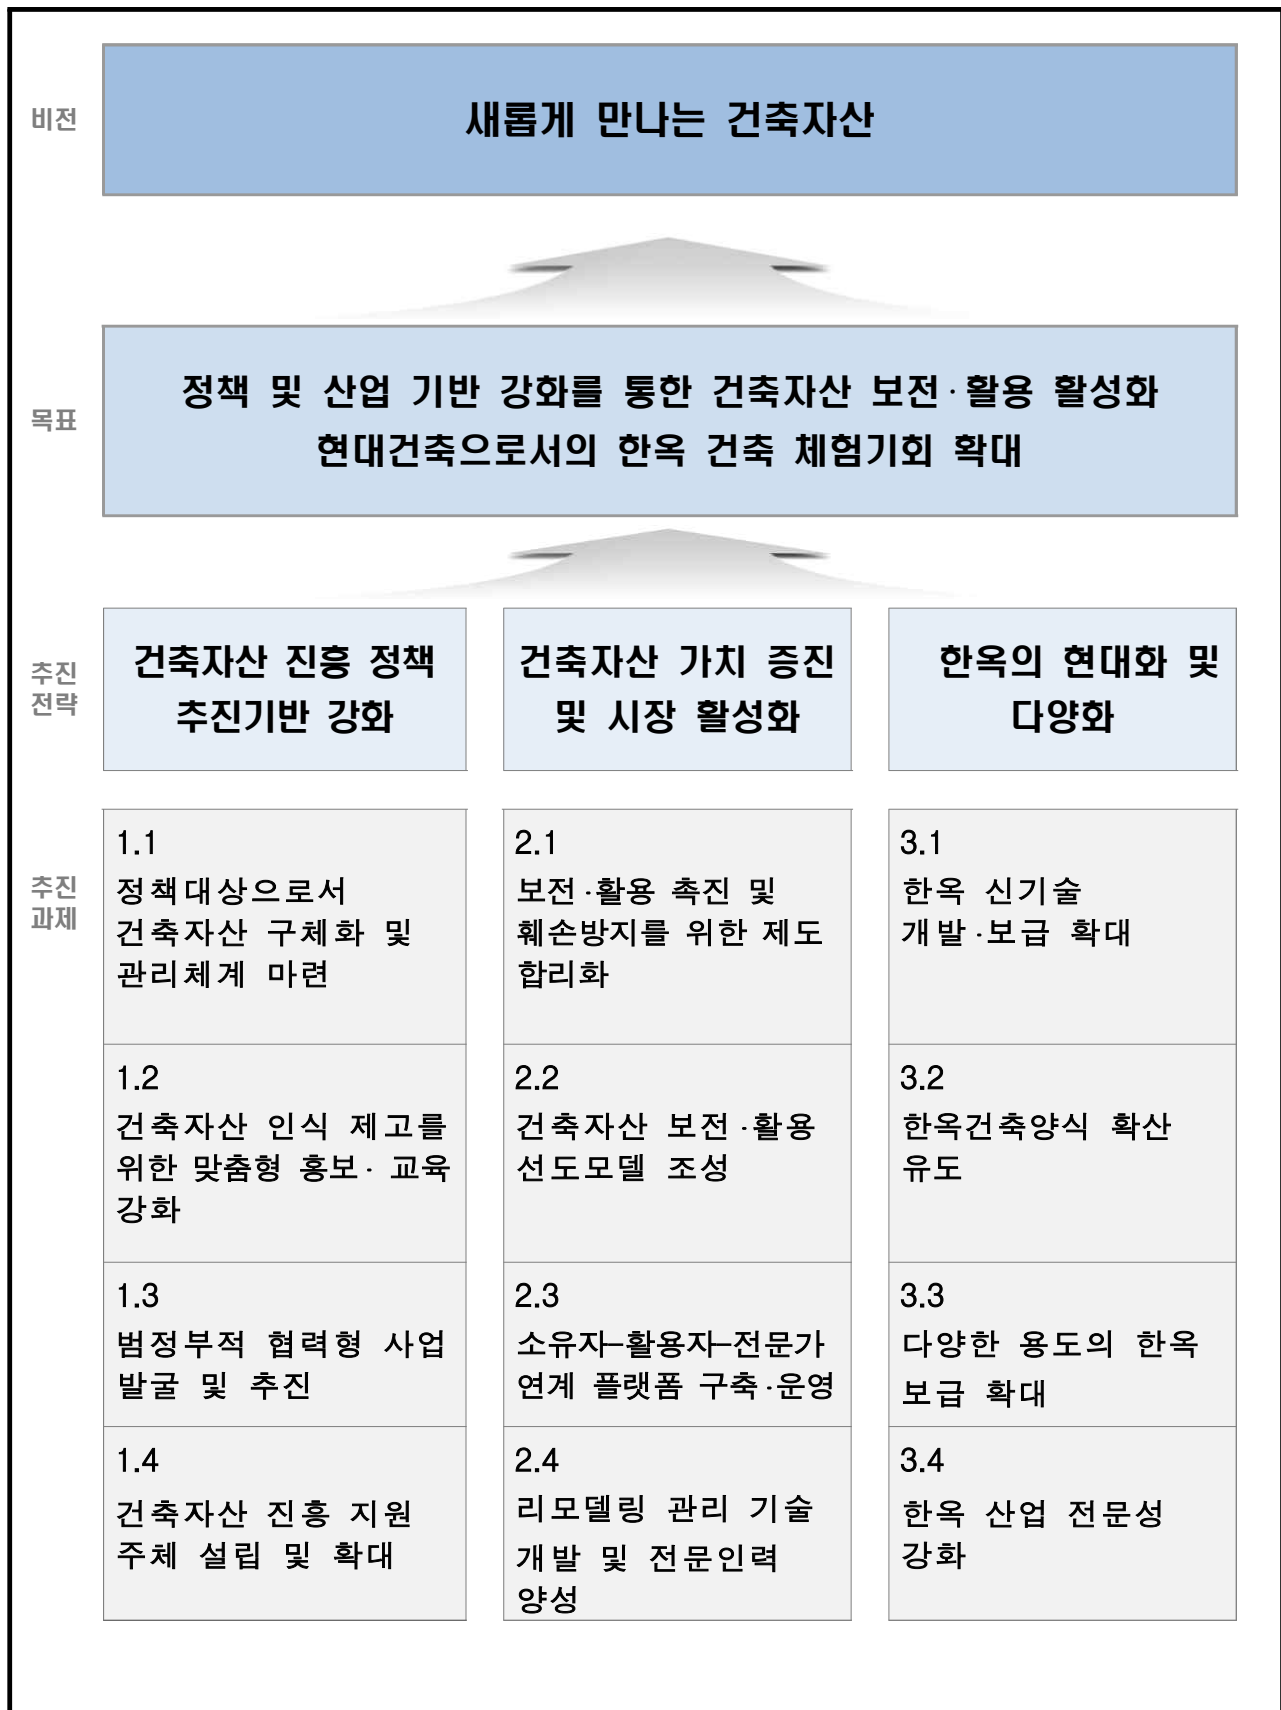 비전
새롭게 만나는 건축자산
목표
정책 및 산업 기반 강화를 통한 건축자산 보전·활용 활성화
현대건축으로서의 한옥 건축 체험기회 확대
추진
전략
건축자산 진흥 정책
추진기반 강화
건축자산 가치 증진
및 시장 활성화
한옥의 현대화 및
다양화
추진
과제
1.1
정책대상으로서
건축자산 구체화 및
관리체계 마련
2.1
보전·활용 촉진 및
훼손방지를 위한 제도
합리화
3.1
한옥 신기술
개발·보급 확대
1.2
건축자산 인식 제고를
위한 맞춤형 홍보· 교육
강화
2.2
건축자산 보전·활용
선도모델 조성
3.2
한옥건축양식 확산
유도
1.3
범정부적 협력형 사업
발굴 및 추진
2.3
소유자-활용자-전문가
연계 플랫폼 구축·운영
3.3
다양한 용도의 한옥
보급 확대
1.4
건축자산 진흥 지원
주체 설립 및 확대
2.4
리모델링 관리 기술
개발 및 전문인력
양성
3.4
한옥 산업 전문성
강화